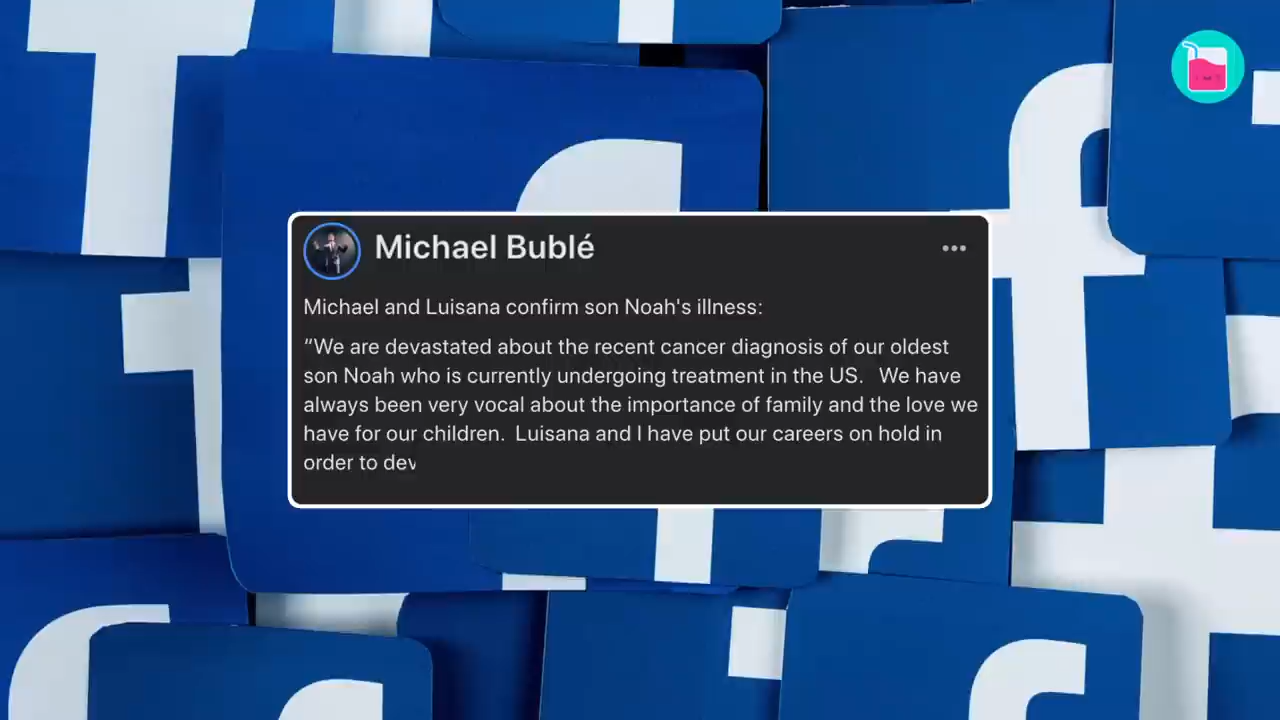 Michael Bublé
Michael and Luisana confirm son Noah's illness:
“We are devastated about the recent cancer diagnosis of our oldest
son Noah who is currently undergoing treatment in the US.   We have
always been very vocal about the importance of family and the love we
have for our children.  Luisana and I have put our careers on hold in
order to dev